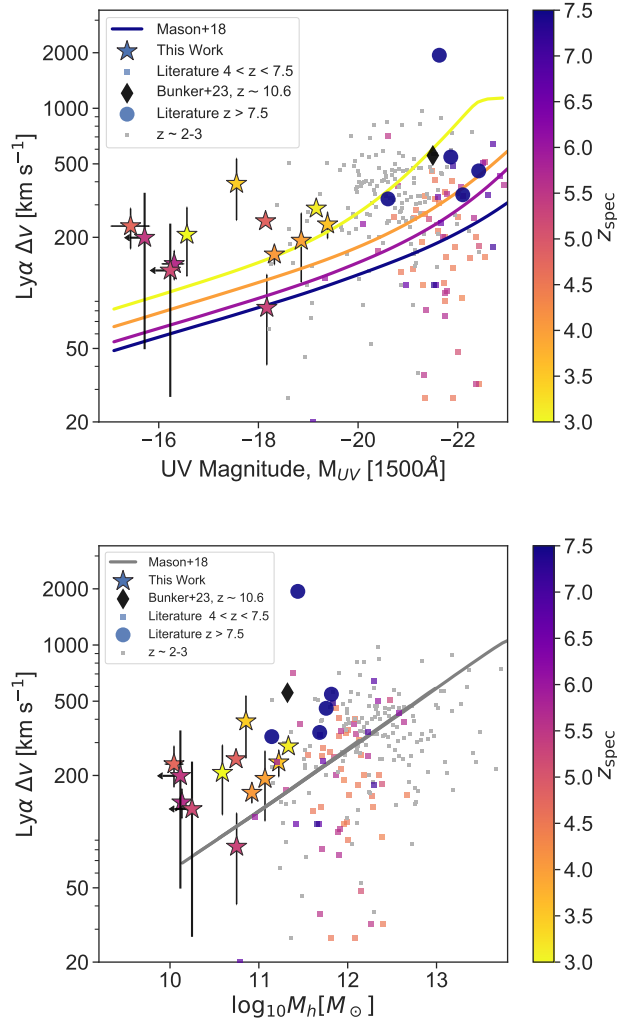 Mason+18
This Work
Literature 4 < z < 7.5
Bunker+23, z ~ 10.6
Literature z > 7.5
z ~ 2-3
2000
1000
500
200
50
20
Lyα Δν [km s⁻¹]
−16
−18
−20
−22
UV Magnitude, M_UV [1500Å]
7.5
7.0
6.5
6.0
5.5
5.0
4.5
4.0
3.5
3.0
z_spec
Mason+18
This Work
Bunker+23, z ~ 10.6
Literature 4 < z < 7.5
Literature z > 7.5
z ~ 2-3
2000
1000
500
200
50
20
Lyα Δν [km s⁻¹]
10
11
12
13
log₁₀M_h[M_⊙]
7.5
7.0
6.5
6.0
5.5
5.0
4.5
4.0
3.5
3.0
z_spec